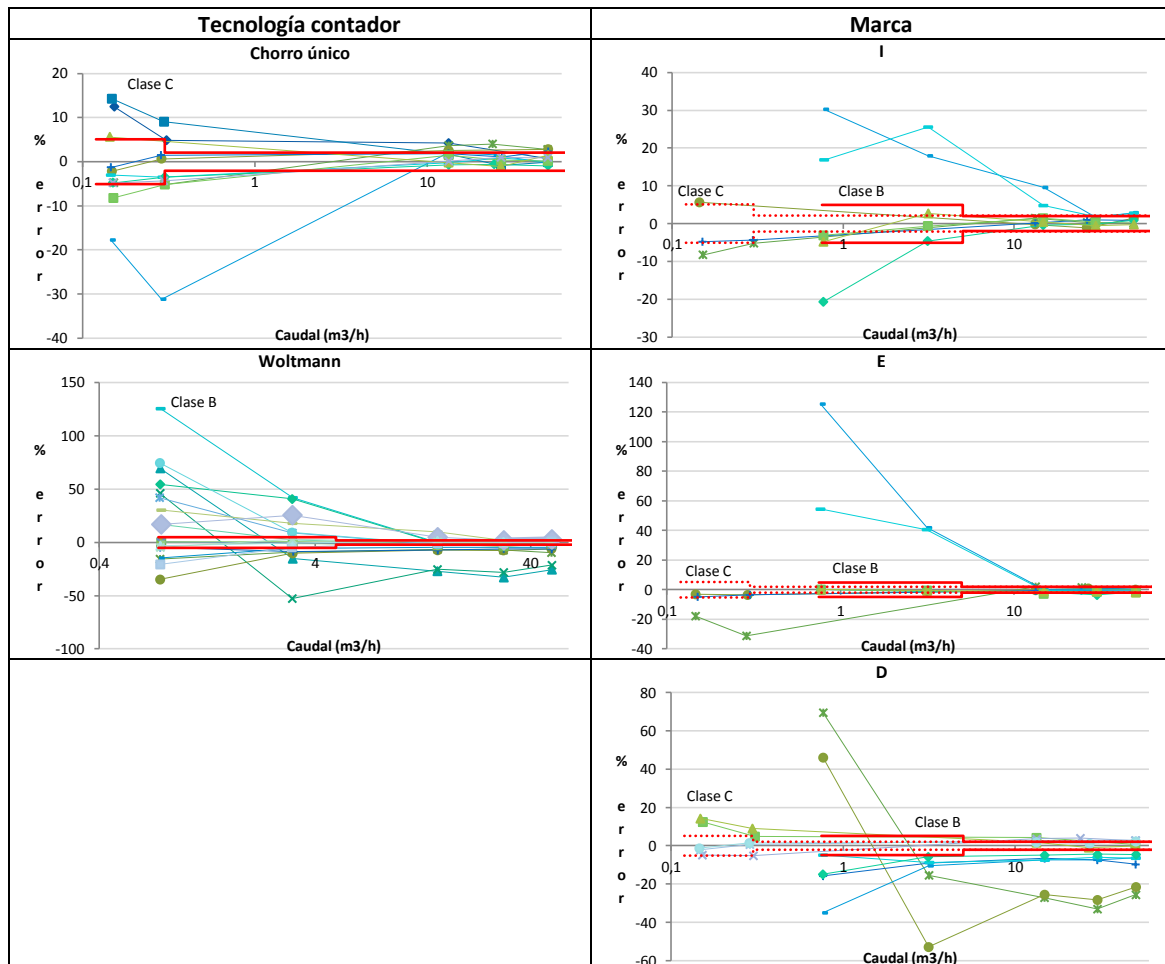 Tecnología contador
Marca
Chorro único
20
10
0
-10
-20
-30
-40
%
e
r
r
o
r
0,1
1
10
Clase C
Caudal (m3/h)
I
40
30
20
10
0
-10
-20
-30
%
e
r
r
o
r
0,1
1
10
Clase C
Clase B
Caudal (m3/h)
Woltmann
150
100
50
0
-50
-100
%
e
r
r
o
r
0,4
4
40
Clase B
Caudal (m3/h)
E
140
120
100
80
60
40
20
0
-20
-40
%
e
r
r
o
r
0,1
1
10
Clase C
Clase B
Caudal (m3/h)
D
80
60
40
20
0
-20
-40
-60
%
e
r
r
o
r
0,1
1
10
Clase C
Clase B
Caudal (m3/h)